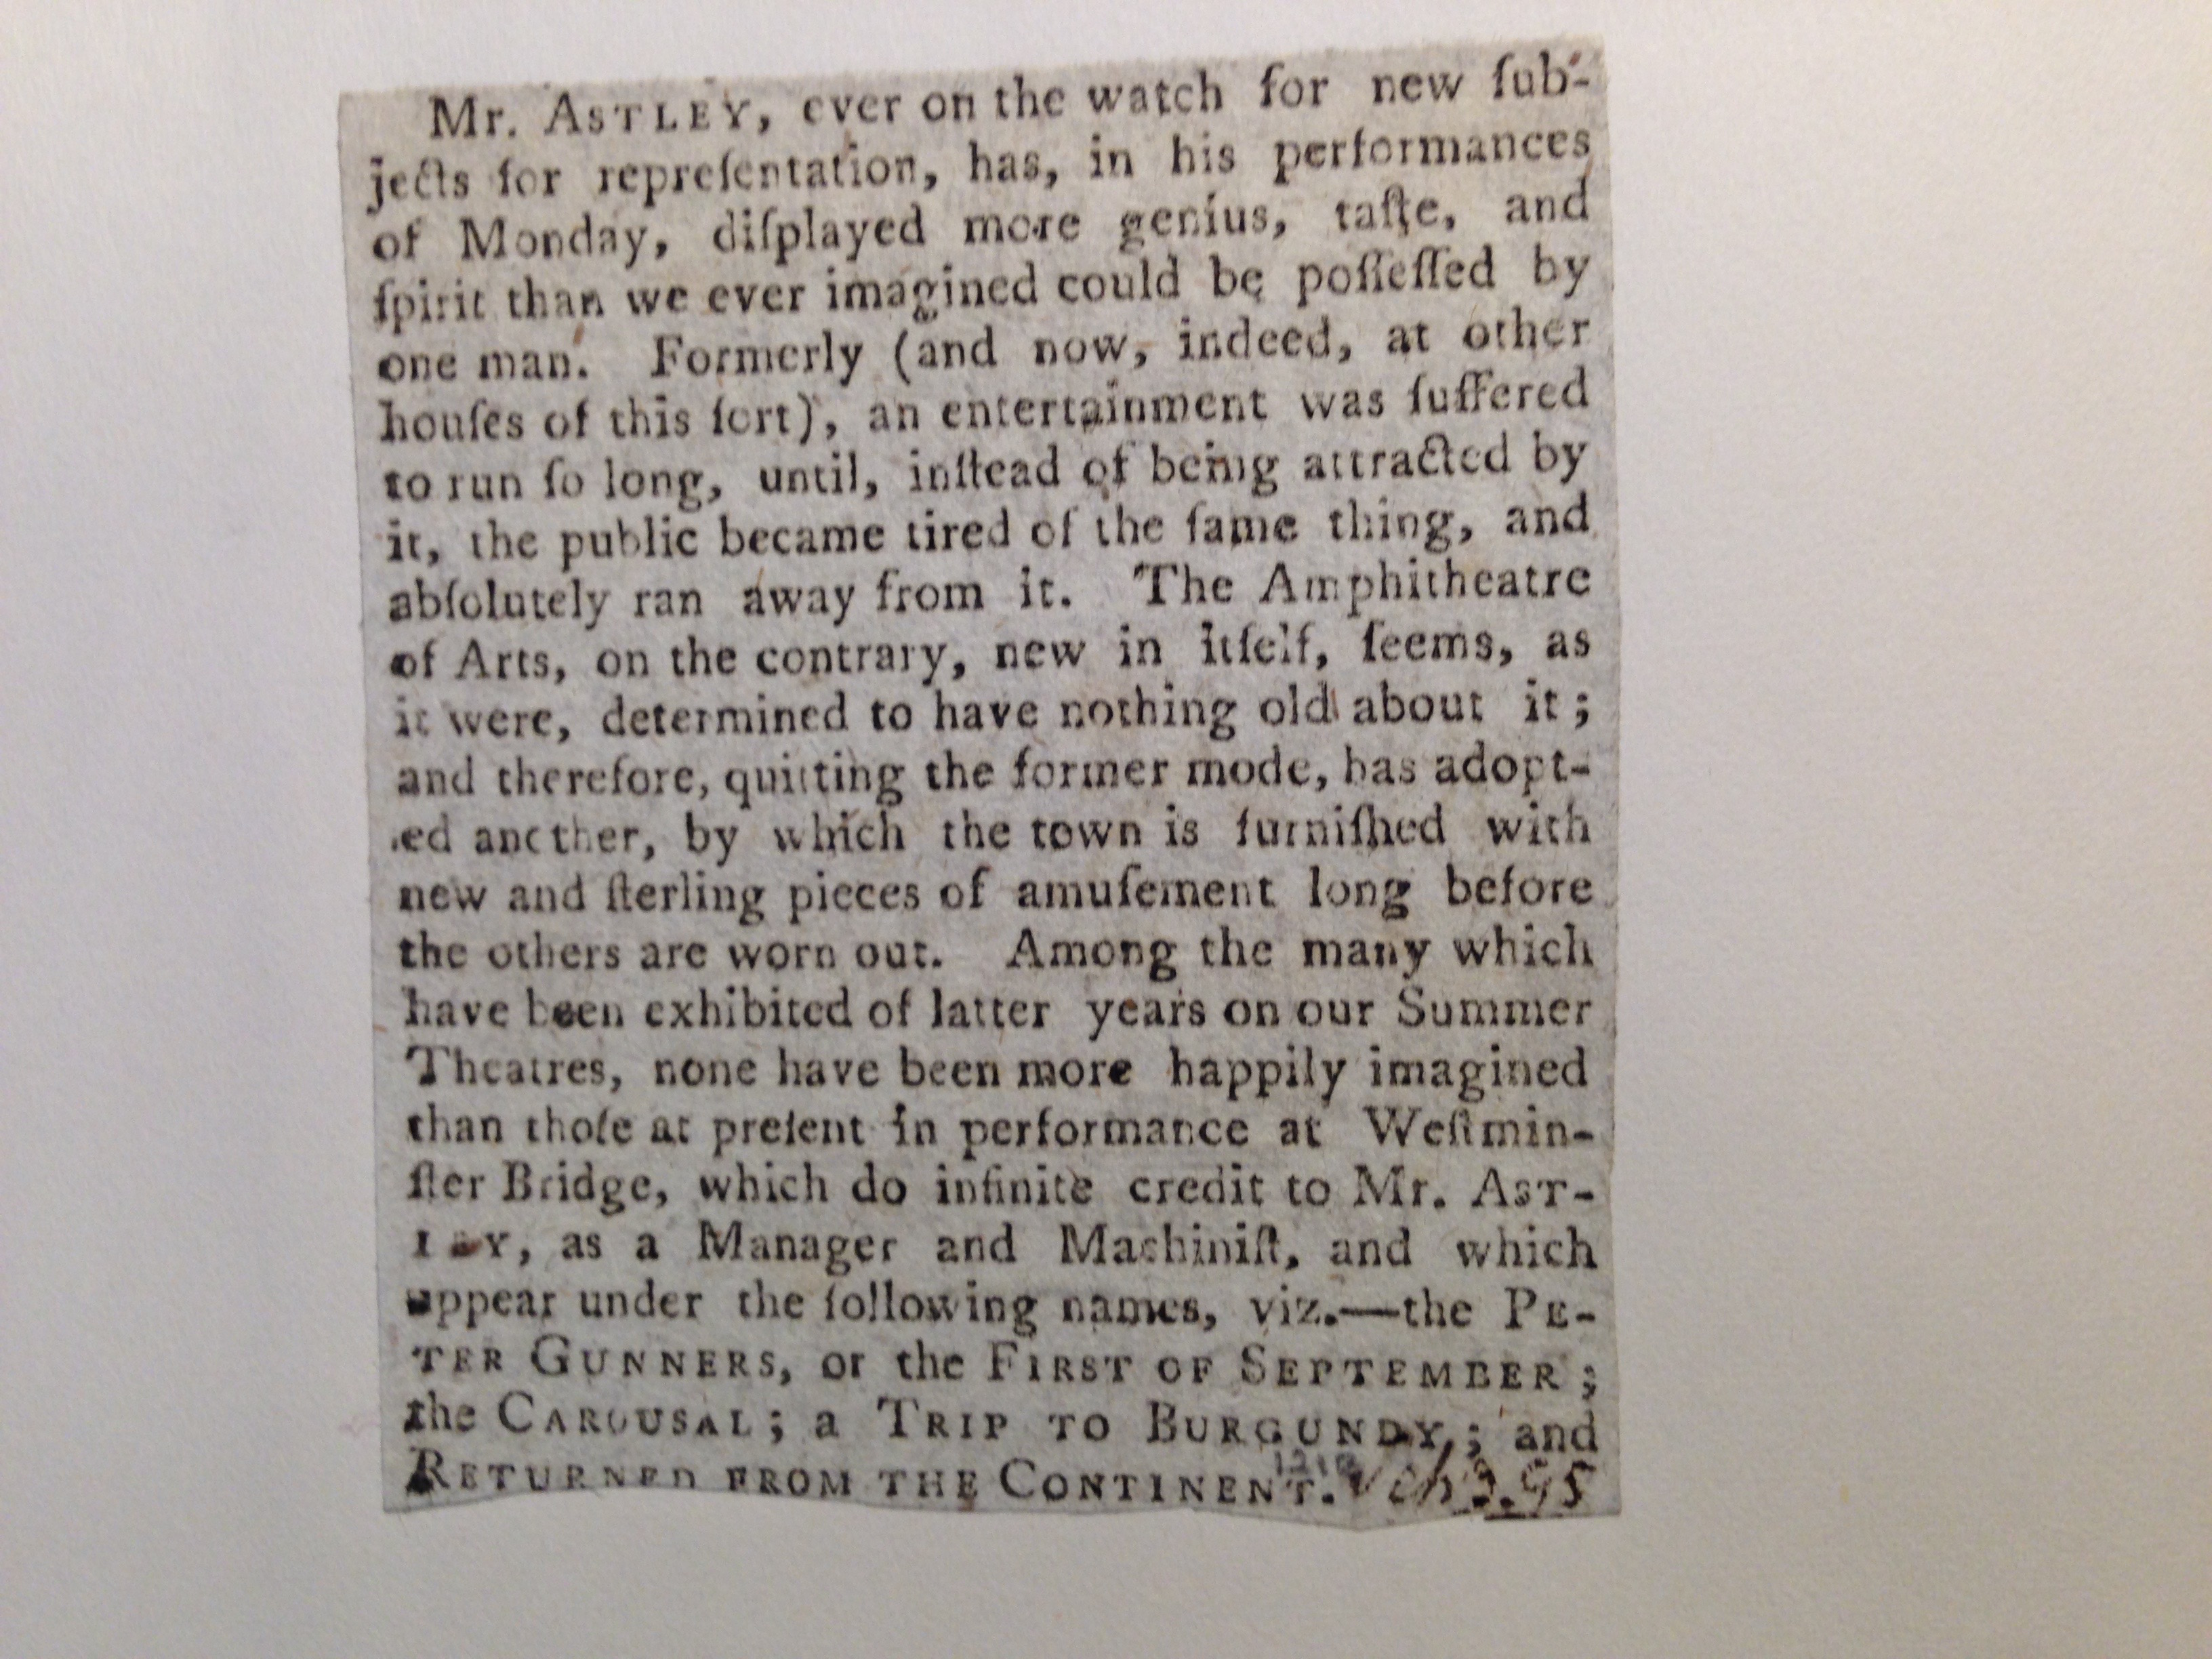 Mr. ASTLEY, ever on the watch for new ſub-
jects for repreſentation, has, in his performances
of Monday, diſplayed more genius, taſte, and
ſpirit than we ever imagined could be poſſeſſed by
one man. Formerly (and now, indeed, at other
houſes of this ſort), an entertainment was ſuffered
to run ſo long, until, inſtead of being attracted by
it, the public became tired of the ſame thing, and
abſolutely ran away from it. The Amphitheatre
of Arts, on the contrary, new in itſelf, ſeems, as
it were, determined to have nothing old about it;
and therefore, quitting the former mode, has adopt-
ed another, by which the town is furniſhed with
new and ſterling pieces of amuſement long before
the others are worn out. Among the many which
have been exhibited of latter years on our Summer
Theatres, none have been more happily imagined
than thoſe at preſent in performance at Weſtmin-
ſter Bridge, which do infinite credit to Mr. AST-
LEY, as a Manager and Machiniſt, and which
appear under the following names, viz.—the PE-
TER GUNNERS, or the FIRST OF SEPTEMBER;
the CAROUSAL; a TRIP TO BURGUNDY; and
RETURNED FROM THE CONTINENT. 95